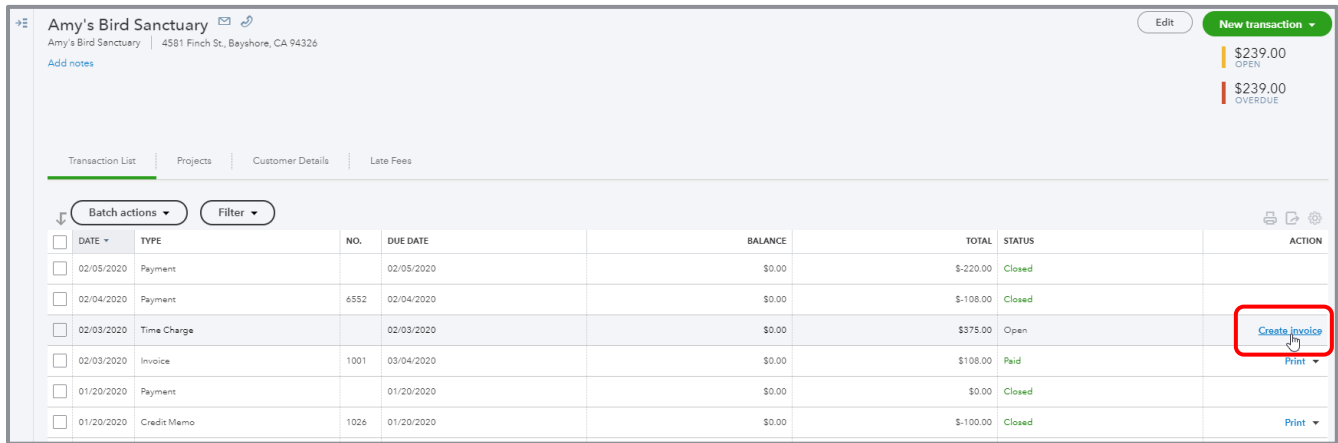 Amy's Bird Sanctuary
Edit
New transaction
Amy's Bird Sanctuary 4581 Finch St., Bayshore, CA 94326
$239.00
OPEN
Add notes
$239.00
OVERDUE
Transaction List Projects Customer Details Late Fees
Batch actions Filter
DATE TYPE NO. DUE DATE BALANCE TOTAL STATUS ACTION
02/05/2020 Payment 02/05/2020 $0.00 $-220.00 Closed
02/04/2020 Payment 6552 02/04/2020 $0.00 $-108.00 Closed
02/03/2020 Time Charge 02/03/2020 $0.00 $375.00 Open Create invoice
02/03/2020 Invoice 1001 03/04/2020 $0.00 $108.00 Paid Print
01/20/2020 Payment 01/20/2020 $0.00 $0.00 Closed
01/20/2020 Credit Memo 1026 01/20/2020 $0.00 $-100.00 Closed Print